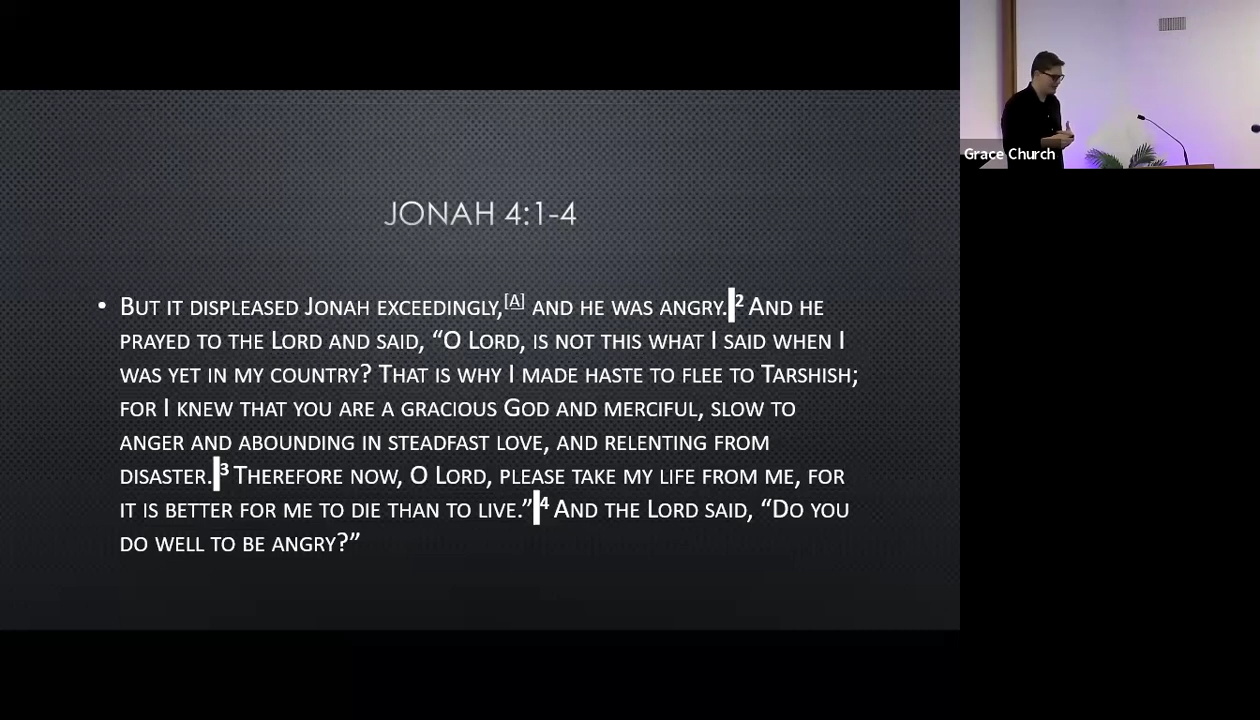 JONAH 4:1-4
• But it displeased Jonah exceedingly,[A] and he was angry. 2 And he
prayed to the Lord and said, “O Lord, is not this what I said when I
was yet in my country? That is why I made haste to flee to Tarshish;
for I knew that you are a gracious God and merciful, slow to
anger and abounding in steadfast love, and relenting from
disaster. 3 Therefore now, O Lord, please take my life from me, for
it is better for me to die than to live.” 4 And the Lord said, “Do you
do well to be angry?”
Grace Church